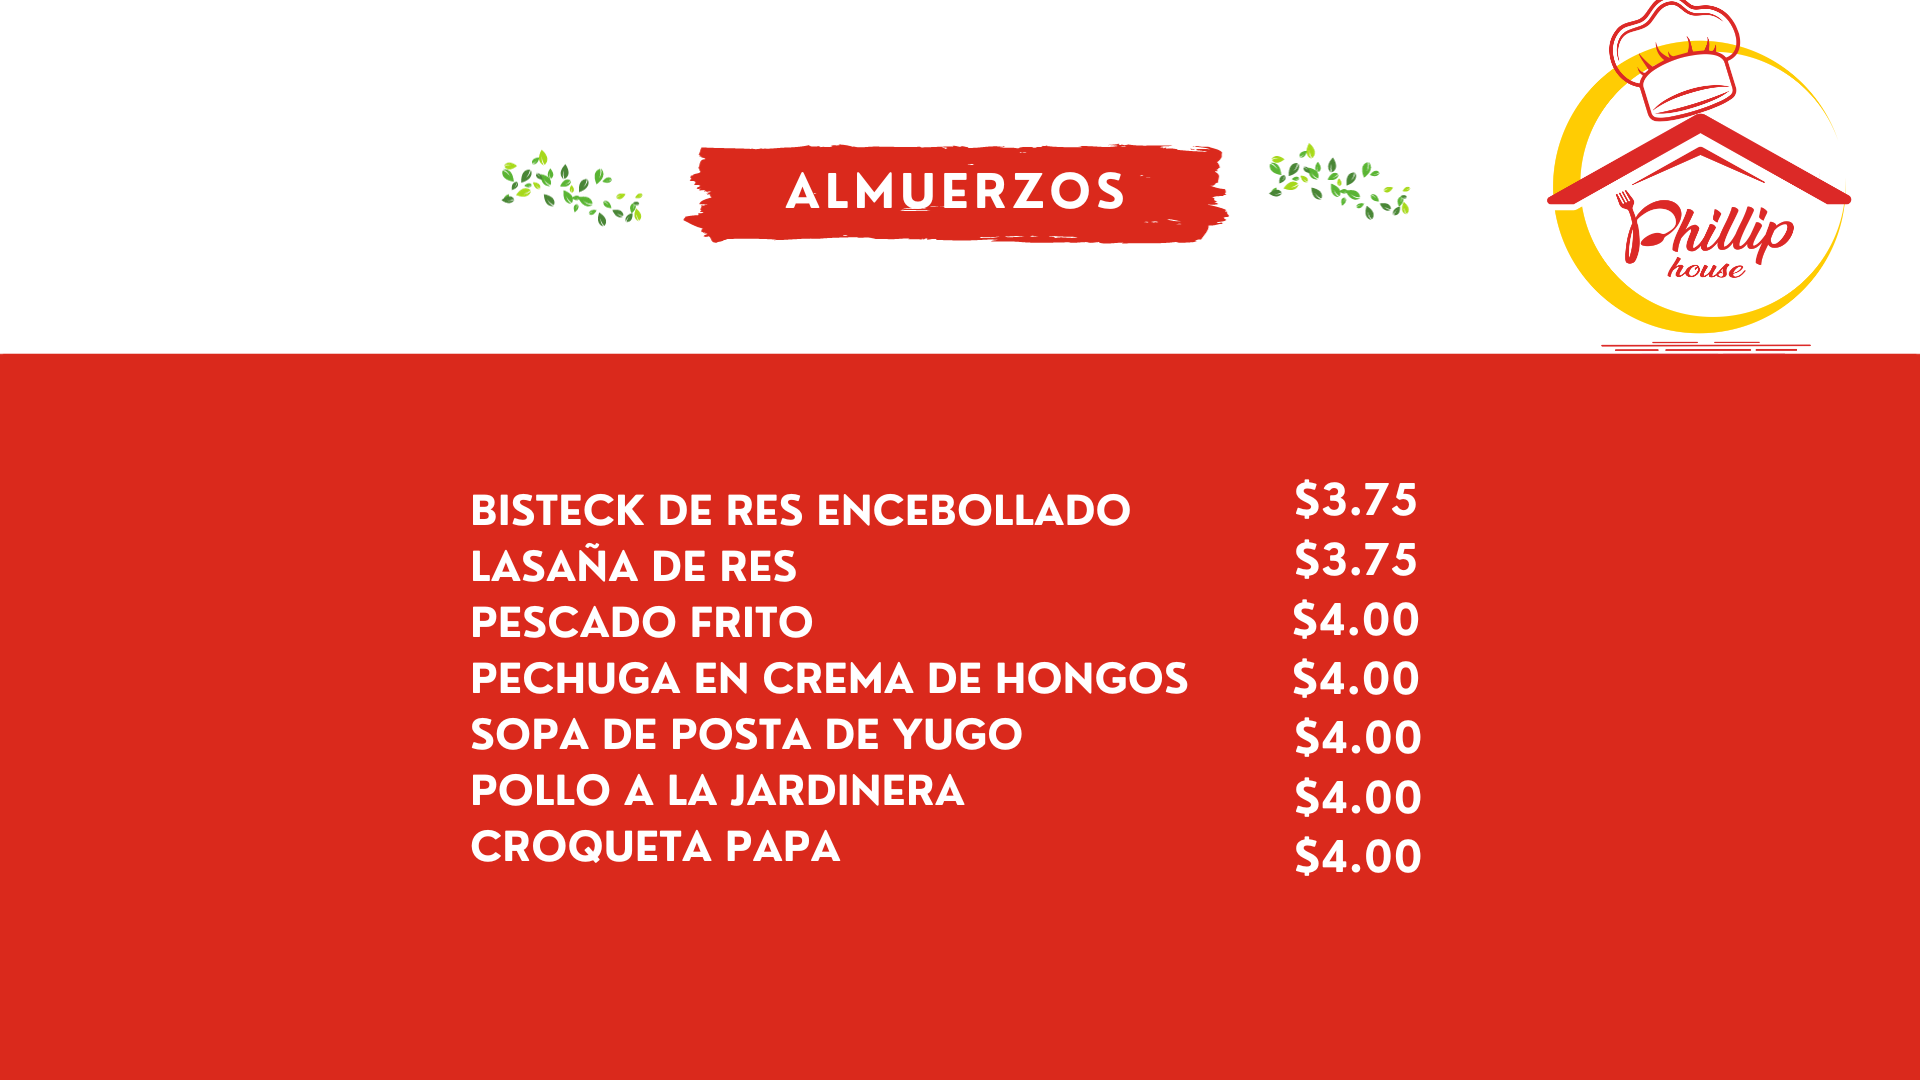 ALMUERZOS
Phillip
house
BISTECK DE RES ENCEBOLLADO $3.75
LASAÑA DE RES $3.75
PESCADO FRITO $4.00
PECHUGA EN CREMA DE HONGOS $4.00
SOPA DE POSTA DE YUGO $4.00
POLLO A LA JARDINERA $4.00
CROQUETA PAPA $4.00